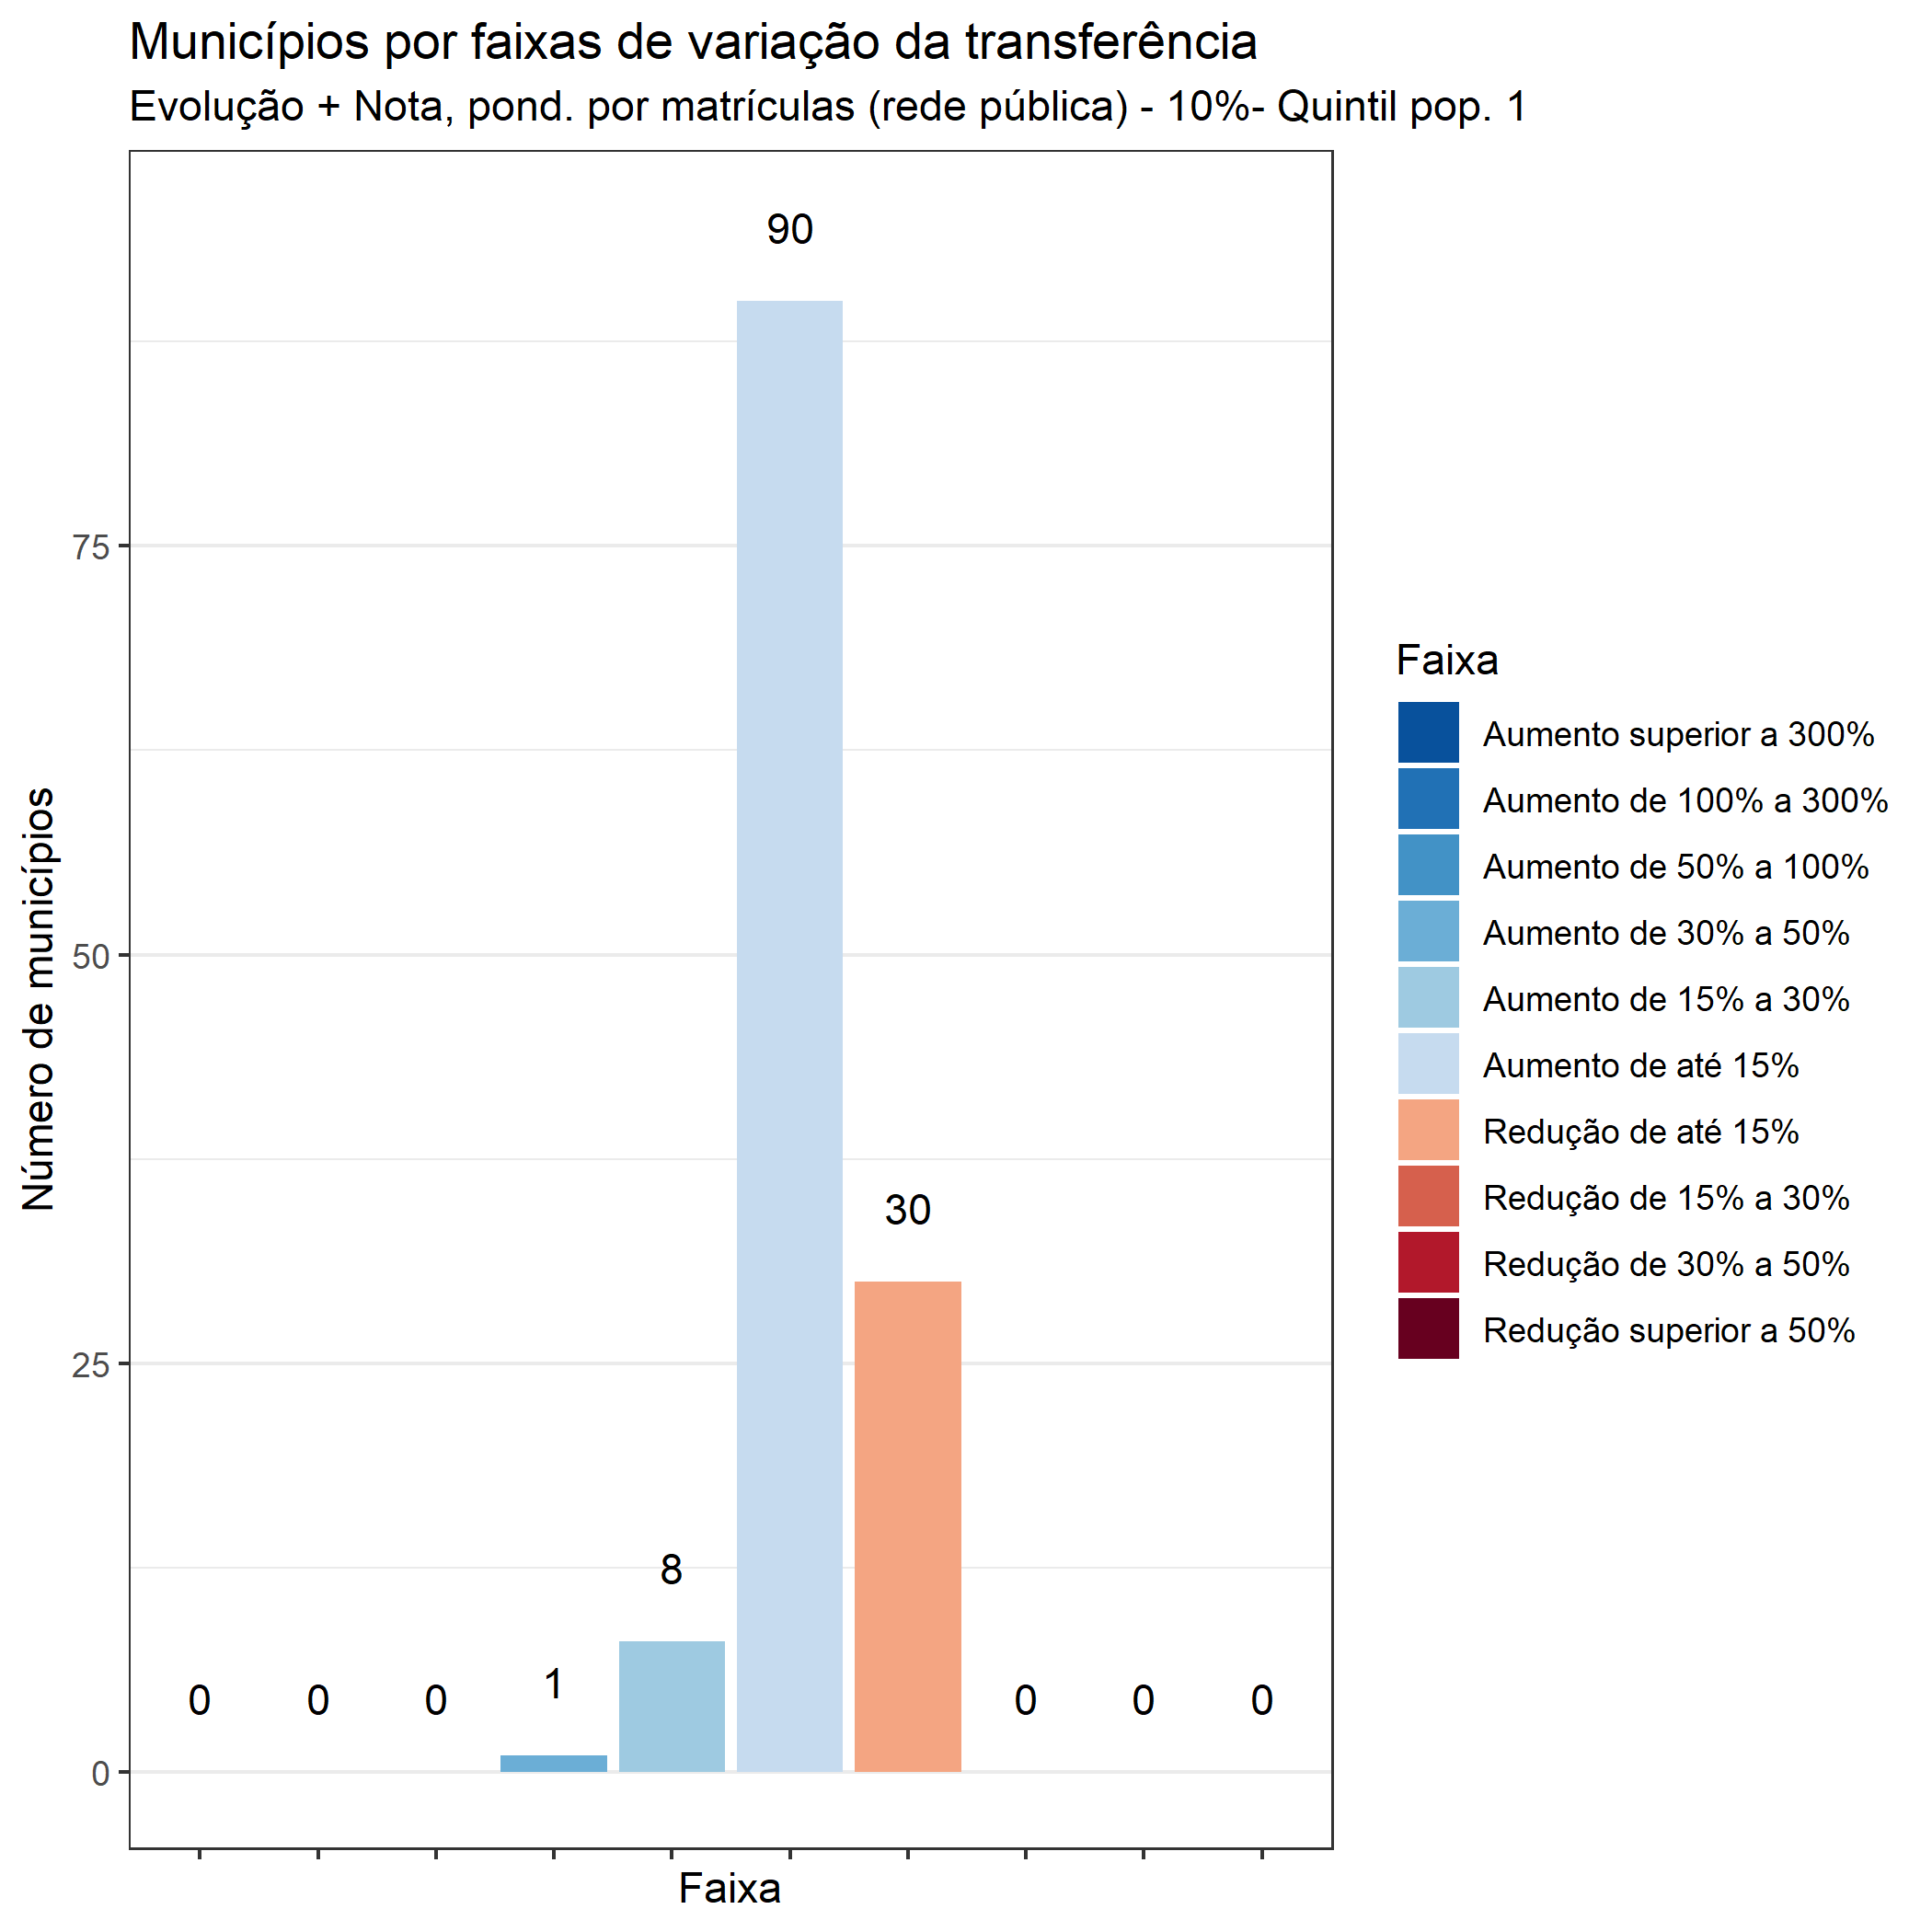 Municípios por faixas de variação da transferência
Evolução + Nota, pond. por matrículas (rede pública) - 10%- Quintil pop. 1
Número de municípios
75
50
25
0
90
30
8
1
0 0 0 0 0 0
Faixa
Faixa
Aumento superior a 300%
Aumento de 100% a 300%
Aumento de 50% a 100%
Aumento de 30% a 50%
Aumento de 15% a 30%
Aumento de até 15%
Redução de até 15%
Redução de 15% a 30%
Redução de 30% a 50%
Redução superior a 50%